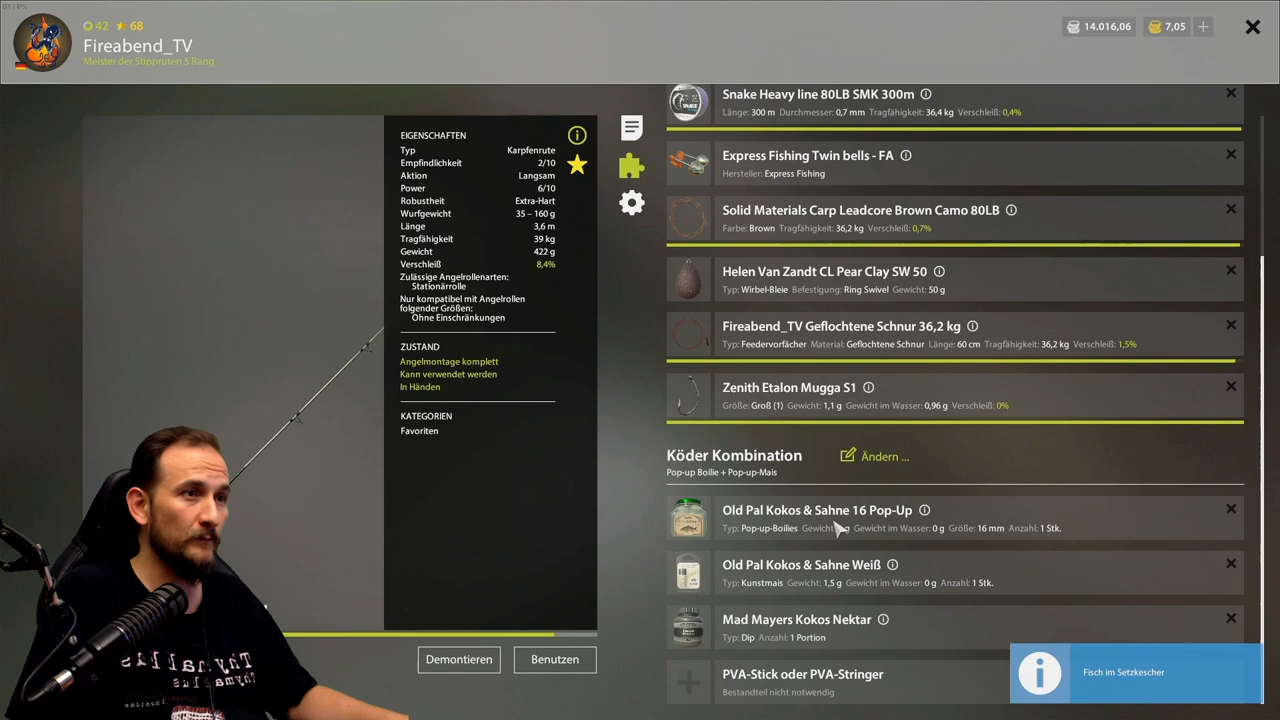 42 68
Fireabend_TV
Meister der Stippruten 5 Rang
14.016,06 7,05
EIGENSCHAFTEN
Typ Karpfenrute
Empfindlichkeit 2/10
Aktion Langsam
Power 6/10
Robustheit Extra-Hart
Wurfgewicht 35 – 160 g
Länge 3,6 m
Tragfähigkeit 39 kg
Gewicht 422 g
Verschleiß 8,4%
Zulässige Angelrollenarten:
Stationärrolle
Nur kompatibel mit Angelrollen
folgender Größen:
Ohne Einschränkungen
ZUSTAND
Angelmontage komplett
Kann verwendet werden
In Händen
KATEGORIEN
Favoriten
Demontieren Benutzen
Snake Heavy line 80LB SMK 300m
Länge: 300 m Durchmesser: 0,7 mm Tragfähigkeit: 36,4 kg Verschleiß: 0,4%
Express Fishing Twin bells - FA
Hersteller: Express Fishing
Solid Materials Carp Leadcore Brown Camo 80LB
Farbe: Brown Tragfähigkeit: 36,2 kg Verschleiß: 0,7%
Helen Van Zandt CL Pear Clay SW 50
Typ: Wirbel-Bleie Befestigung: Ring Swivel Gewicht: 50 g
Fireabend_TV Geflochtene Schnur 36,2 kg
Typ: Feedervorfächer Material: Geflochtene Schnur Länge: 60 cm Tragfähigkeit: 36,2 kg Verschleiß: 1,5%
Zenith Etalon Mugga S1
Größe: Groß (1) Gewicht: 1,1 g Gewicht im Wasser: 0,96 g Verschleiß: 0%
Köder Kombination Ändern ...
Pop-up Boilie + Pop-up-Mais
Old Pal Kokos & Sahne 16 Pop-Up
Typ: Pop-up-Boilies Gewicht: g Gewicht im Wasser: 0 g Größe: 16 mm Anzahl: 1 Stk.
Old Pal Kokos & Sahne Weiß
Typ: Kunstmais Gewicht: 1,5 g Gewicht im Wasser: 0 g Anzahl: 1 Stk.
Mad Mayers Kokos Nektar
Typ: Dip Anzahl: 1 Portion
PVA-Stick oder PVA-Stringer
Bestandteil nicht notwendig
Fisch im Setzkescher